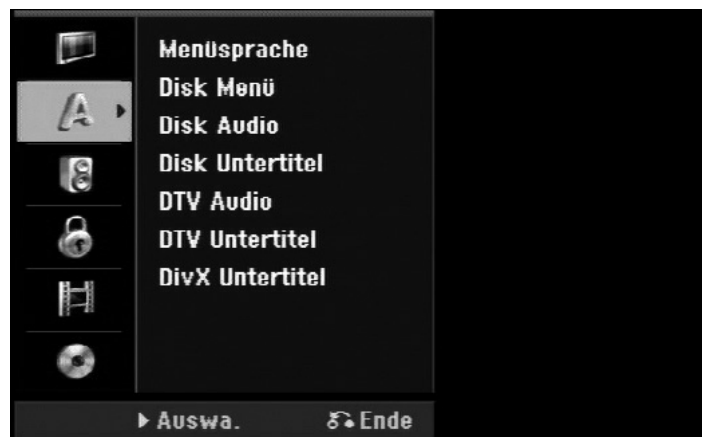 Menüsprache
Disk Menü
Disk Audio
Disk Untertitel
DTV Audio
DTV Untertitel
DivX Untertitel
Auswa. Ende